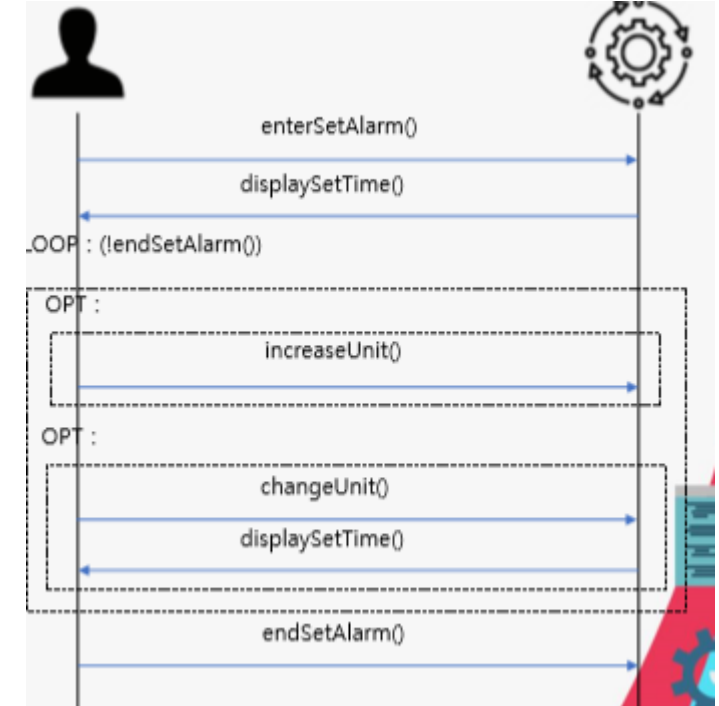 enterSetAlarm()
displaySetTime()
LOOP : (!endSetAlarm())
OPT :
increaseUnit()
OPT :
changeUnit()
displaySetTime()
endSetAlarm()